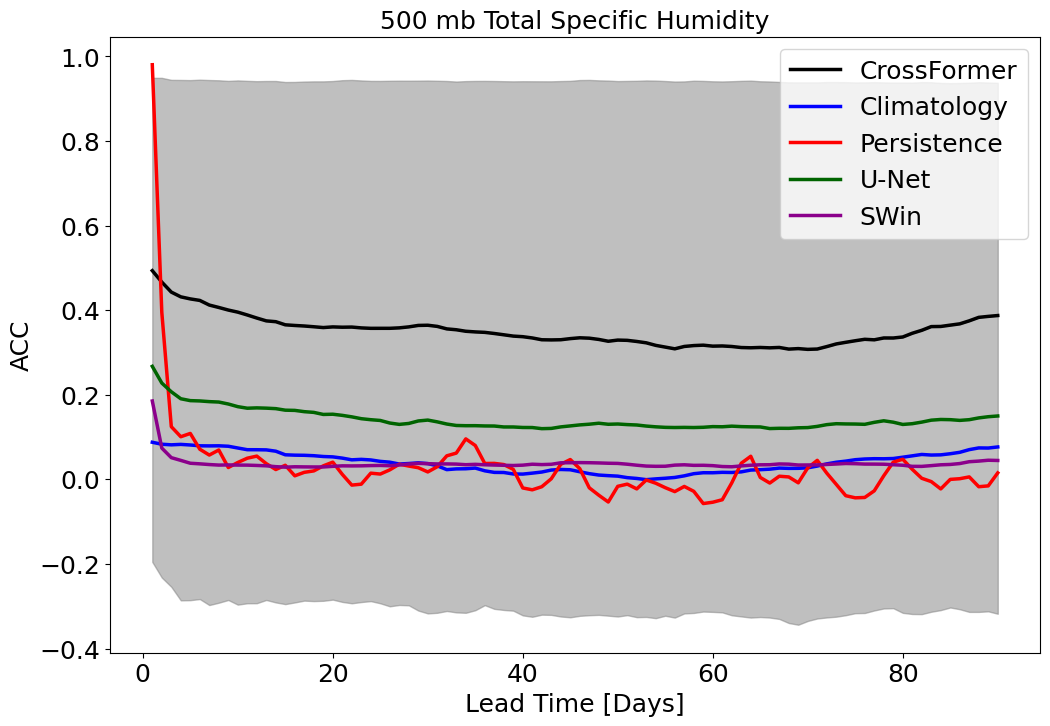 500 mb Total Specific Humidity
1.0
0.8
0.6
0.4
0.2
0.0
−0.2
−0.4
ACC
CrossFormer
Climatology
Persistence
U-Net
SWin
0 20 40 60 80
Lead Time [Days]